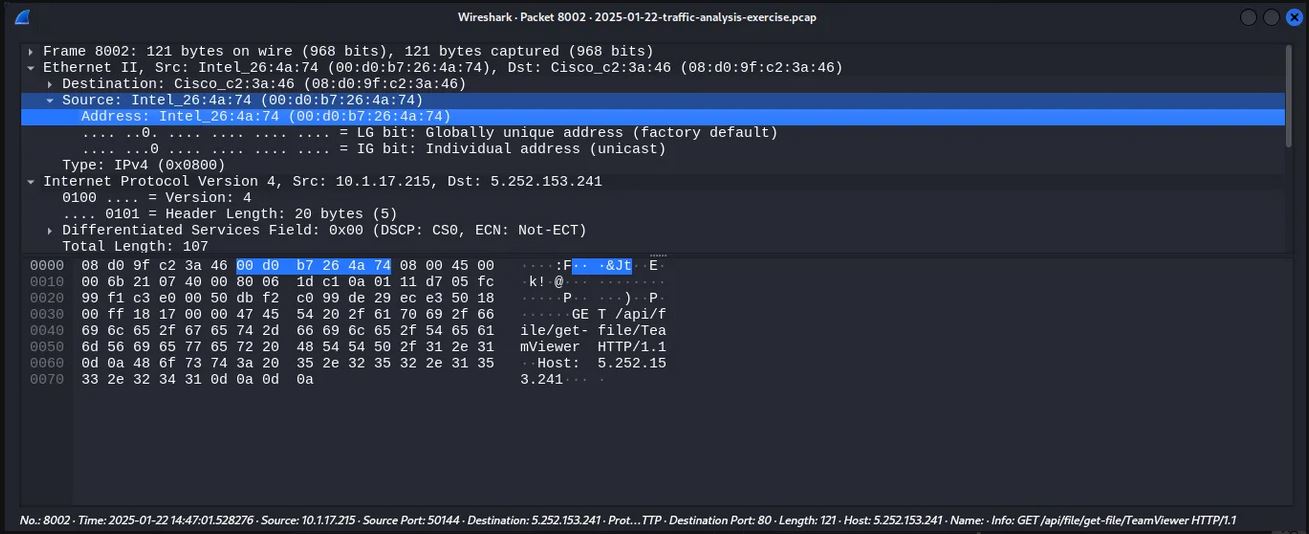 Wireshark · Packet 8002 · 2025-01-22-traffic-analysis-exercise.pcap
Frame 8002: 121 bytes on wire (968 bits), 121 bytes captured (968 bits)
Ethernet II, Src: Intel_26:4a:74 (00:d0:b7:26:4a:74), Dst: Cisco_c2:3a:46 (08:d0:9f:c2:3a:46)
Destination: Cisco_c2:3a:46 (08:d0:9f:c2:3a:46)
Source: Intel_26:4a:74 (00:d0:b7:26:4a:74)
Address: Intel_26:4a:74 (00:d0:b7:26:4a:74)
.... ..0. .... .... .... .... = LG bit: Globally unique address (factory default)
.... ...0 .... .... .... .... = IG bit: Individual address (unicast)
Type: IPv4 (0x0800)
Internet Protocol Version 4, Src: 10.1.17.215, Dst: 5.252.153.241
0100 .... = Version: 4
.... 0101 = Header Length: 20 bytes (5)
Differentiated Services Field: 0x00 (DSCP: CS0, ECN: Not-ECT)
Total Length: 107
0000 08 d0 9f c2 3a 46 00 d0 b7 26 4a 74 08 00 45 00 ····:F·· ·&Jt··E·
0010 00 6b 21 07 40 00 80 06 1d c1 0a 01 11 d7 05 fc ·k!·@··· ········
0020 99 f1 c3 e0 00 50 db f2 c0 99 de 29 ec e3 50 18 ·····P·· ···)··P·
0030 00 ff 18 17 00 00 47 45 54 20 2f 61 70 69 2f 66 ······GE T /api/f
0040 69 6c 65 2f 67 65 74 2d 66 69 6c 65 2f 54 65 61 ile/get- file/Tea
0050 6d 56 69 65 77 65 72 20 48 54 54 50 2f 31 2e 31 mViewer HTTP/1.1
0060 0d 0a 48 6f 73 74 3a 20 35 2e 32 35 32 2e 31 35 ··Host: 5.252.15
0070 33 2e 32 34 31 0d 0a 0d 0a 3.241··· ·
No.: 8002 · Time: 2025-01-22 14:47:01.528276 · Source: 10.1.17.215 · Source Port: 50144 · Destination: 5.252.153.241 · Prot…TTP · Destination Port: 80 · Length: 121 · Host: 5.252.153.241 · Name: · Info: GET /api/file/get-file/TeamViewer HTTP/1.1